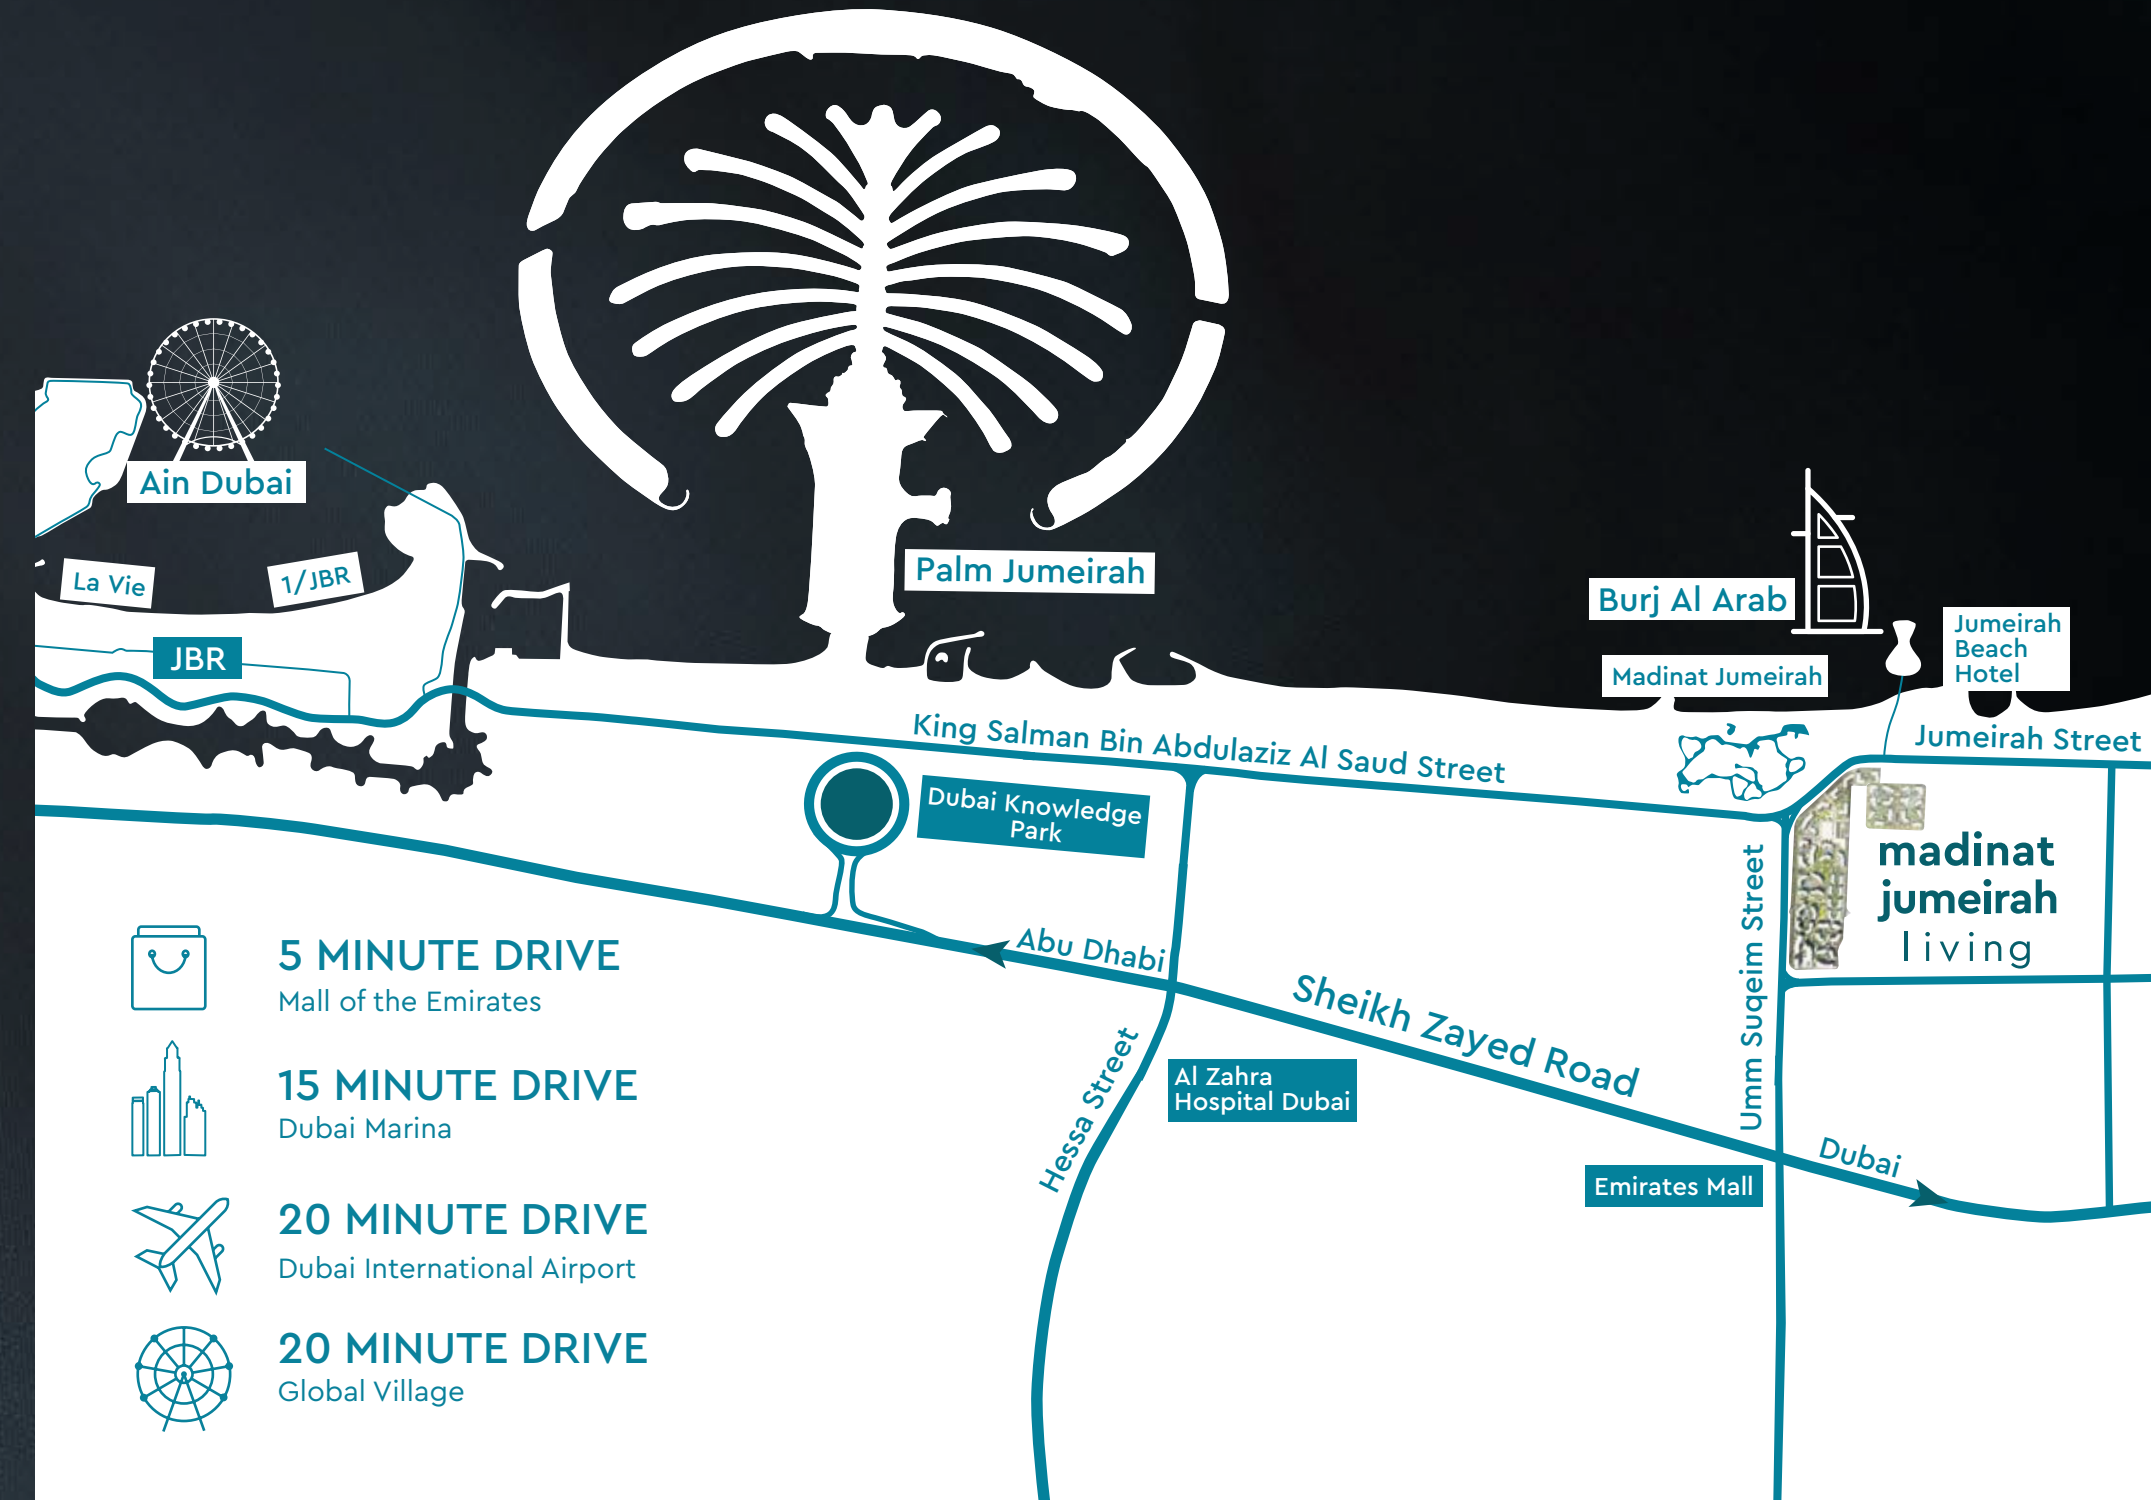 Ain Dubai
La Vie
1/JBR
JBR
Palm Jumeirah
Burj Al Arab
Madinat Jumeirah
Jumeirah
Beach
Hotel
King Salman Bin Abdulaziz Al Saud Street
Jumeirah Street
Dubai Knowledge
Park
madinat
jumeirah
living
Umm Suqeim Street
Abu Dhabi
Sheikh Zayed Road
Hessa Street
Al Zahra
Hospital Dubai
Dubai
Emirates Mall
5 MINUTE DRIVE
Mall of the Emirates
15 MINUTE DRIVE
Dubai Marina
20 MINUTE DRIVE
Dubai International Airport
20 MINUTE DRIVE
Global Village